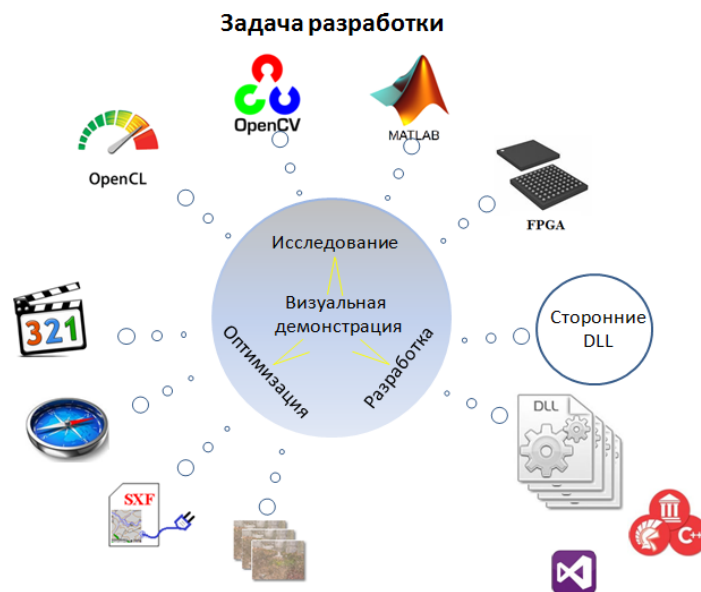 Задача разработки
OpenCV
MATLAB
OpenCL
FPGA
Исследование
Визуальная
демонстрация
Оптимизация
Разработка
321
Сторонние
DLL
DLL
SXF
C++